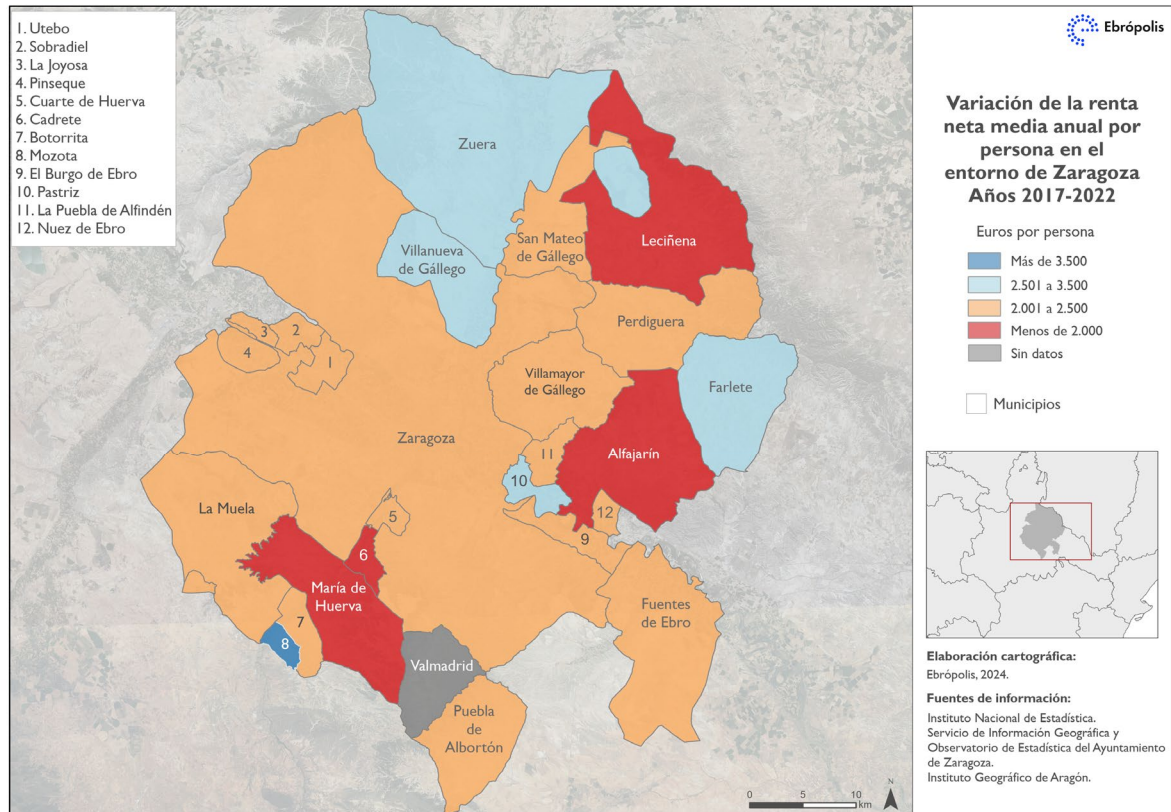 1. Utebo
2. Sobradiel
3. La Joyosa
4. Pinseque
5. Cuarte de Huerva
6. Cadrete
7. Botorrita
8. Mozota
9. El Burgo de Ebro
10. Pastriz
11. La Puebla de Alfindén
12. Nuez de Ebro
Zuera
Villanueva
de Gállego
San Mateo
de Gállego
Leciñena
Perdiguera
3
2
4
1
Villamayor
de Gállego
Farlete
Zaragoza
Alfajarín
11
10
12
La Muela
5
9
6
María de
Huerva
Fuentes
de Ebro
7
8
Valmadrid
Puebla
de
Albortón
0
5
10
km
N
Ebrópolis
Variación de la renta
neta media anual por
persona en el
entorno de Zaragoza
Años 2017-2022
Euros por persona
Más de 3.500
2.501 a 3.500
2.001 a 2.500
Menos de 2.000
Sin datos
Municipios
Elaboración cartográfica:
Ebrópolis, 2024.
Fuentes de información:
Instituto Nacional de Estadística.
Servicio de Información Geográfica y
Observatorio de Estadística del Ayuntamiento
de Zaragoza.
Instituto Geográfico de Aragón.